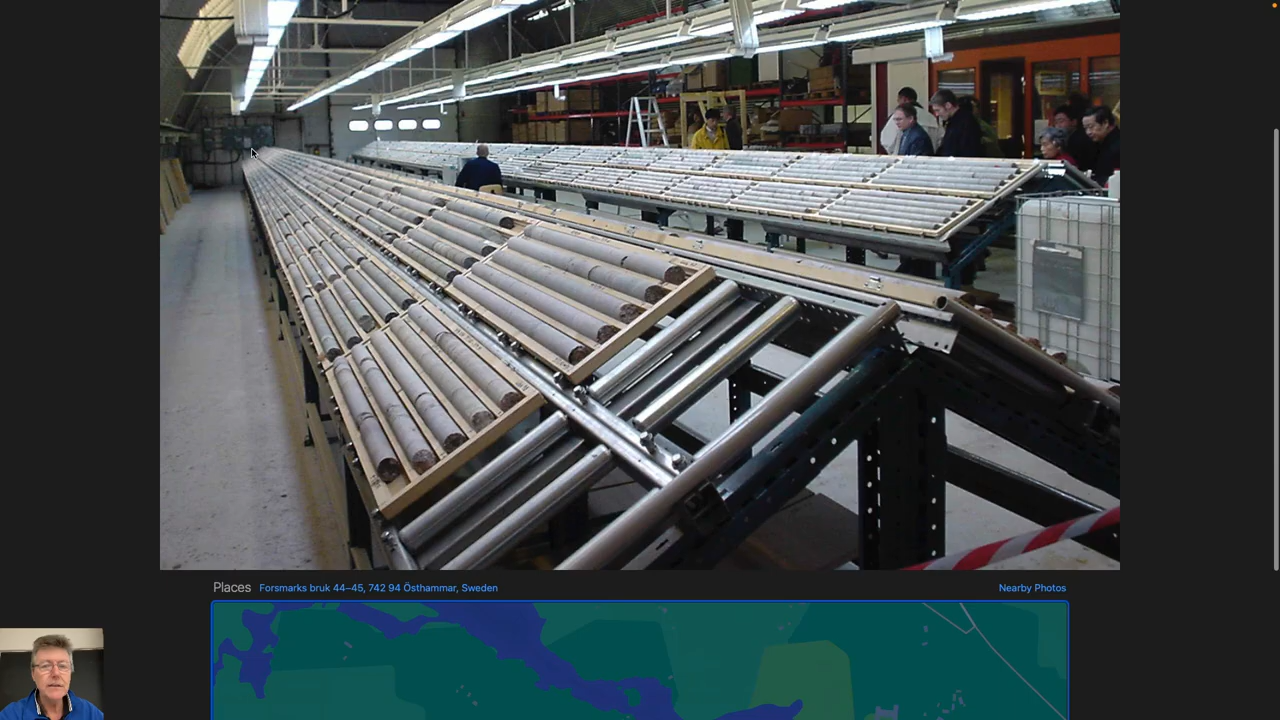 Places Forsmarks bruk 44–45, 742 94 Östhammar, Sweden Nearby Photos